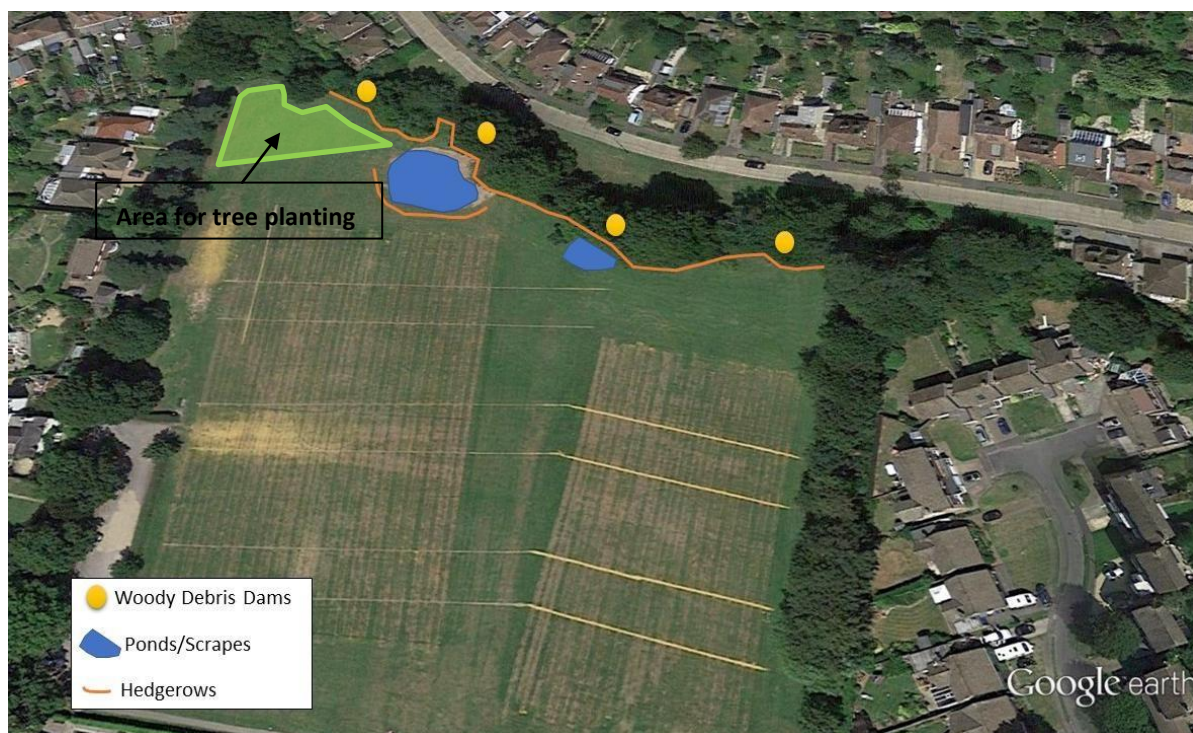 Area for tree planting
Woody Debris Dams
Ponds/Scrapes
Hedgerows
Google earth